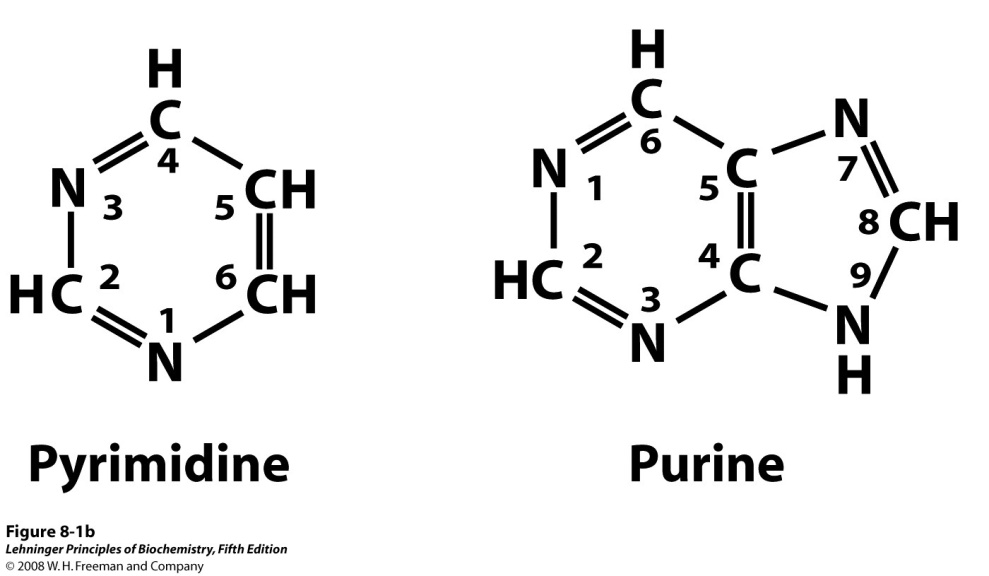 H
C
4
N
3
5
CH
HC
2
6
CH
1
N
Pyrimidine
H
C
6
N
1
5
C
N
7
8
CH
HC
2
4
C
3
N
9
N
H
Purine
Figure 8-1b
Lehninger Principles of Biochemistry, Fifth Edition
© 2008 W. H. Freeman and Company